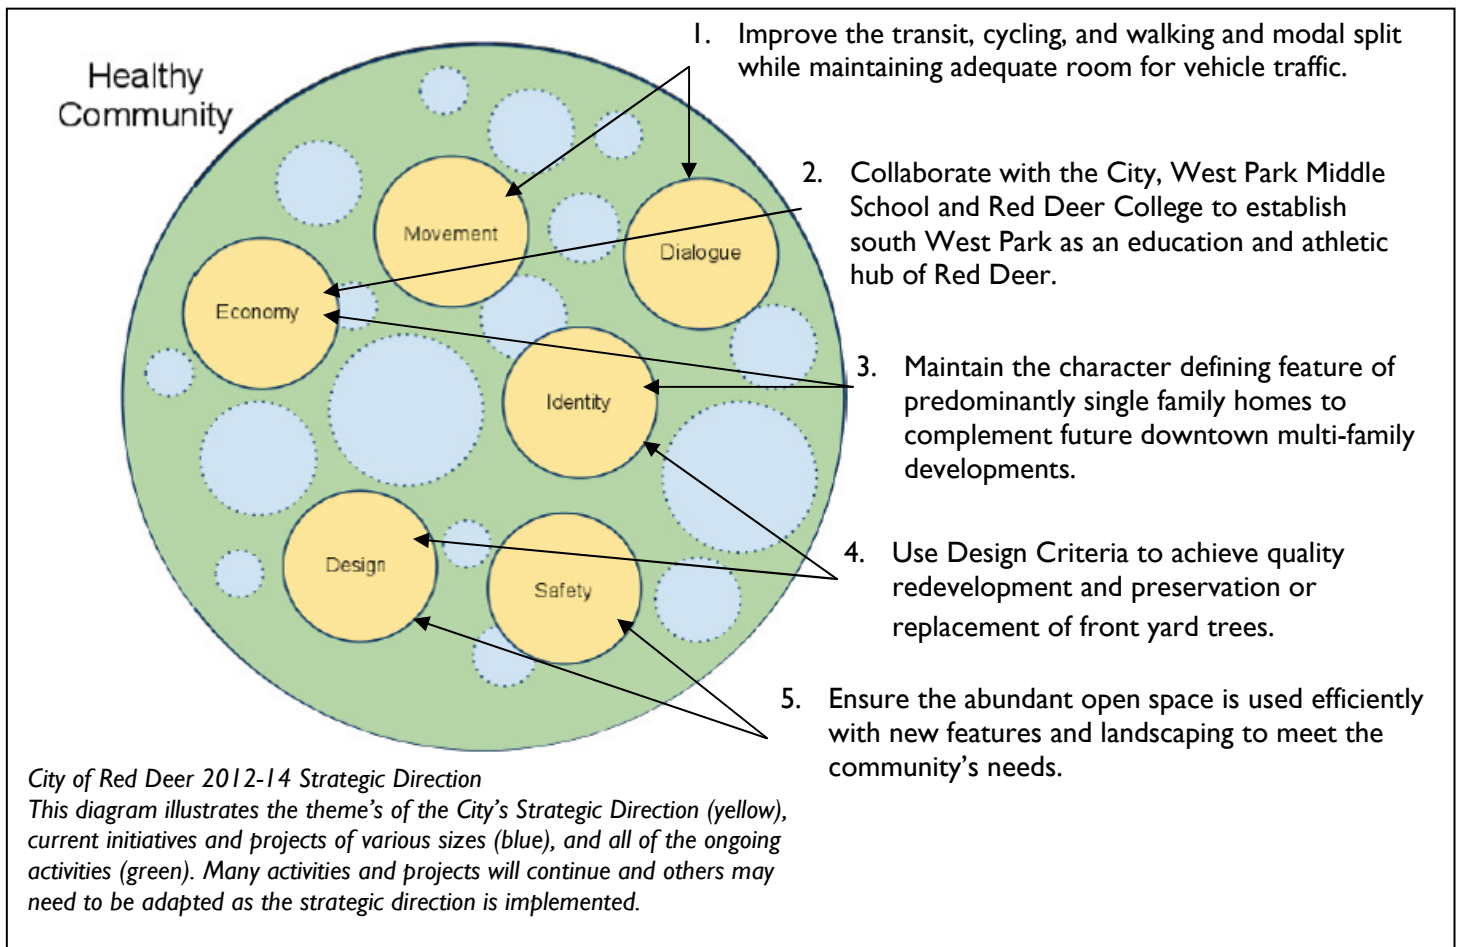 Healthy
Community
1. Improve the transit, cycling, and walking and modal split
while maintaining adequate room for vehicle traffic.
2. Collaborate with the City, West Park Middle
School and Red Deer College to establish
south West Park as an education and athletic
hub of Red Deer.
Movement
Dialogue
Economy
3. Maintain the character defining feature of
predominantly single family homes to
complement future downtown multi-family
developments.
Identity
4. Use Design Criteria to achieve quality
redevelopment and preservation or
replacement of front yard trees.
Design
Safety
5. Ensure the abundant open space is used efficiently
with new features and landscaping to meet the
community's needs.
City of Red Deer 2012-14 Strategic Direction
This diagram illustrates the theme's of the City's Strategic Direction (yellow),
current initiatives and projects of various sizes (blue), and all of the ongoing
activities (green). Many activities and projects will continue and others may
need to be adapted as the strategic direction is implemented.